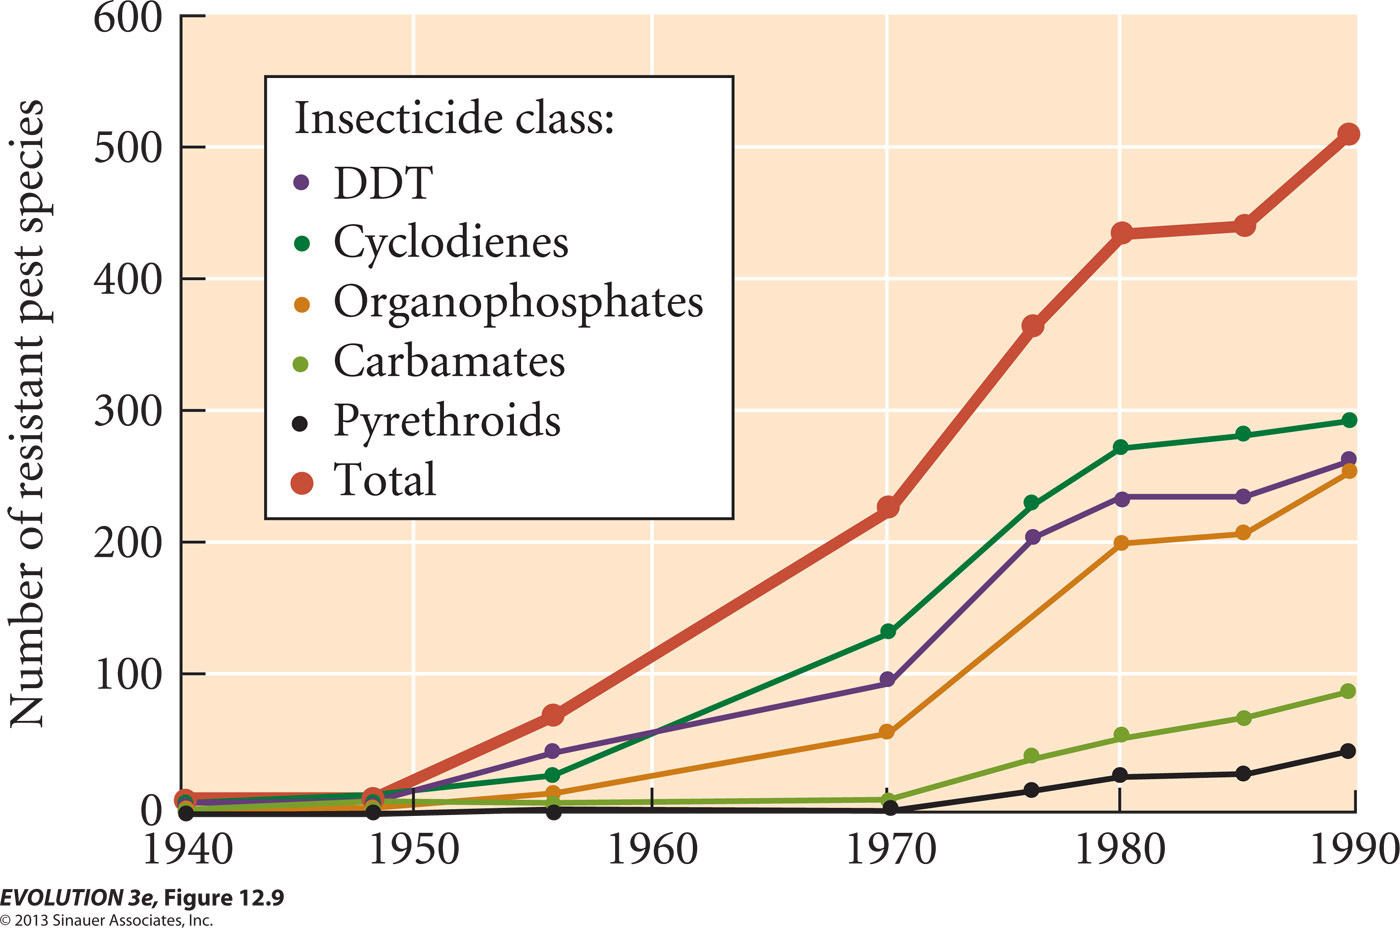 600
500
400
300
200
100
0
Number of resistant pest species
Insecticide class:
DDT
Cyclodienes
Organophosphates
Carbamates
Pyrethroids
Total
1940 1950 1960 1970 1980 1990
EVOLUTION 3e, Figure 12.9
© 2013 Sinauer Associates, Inc.